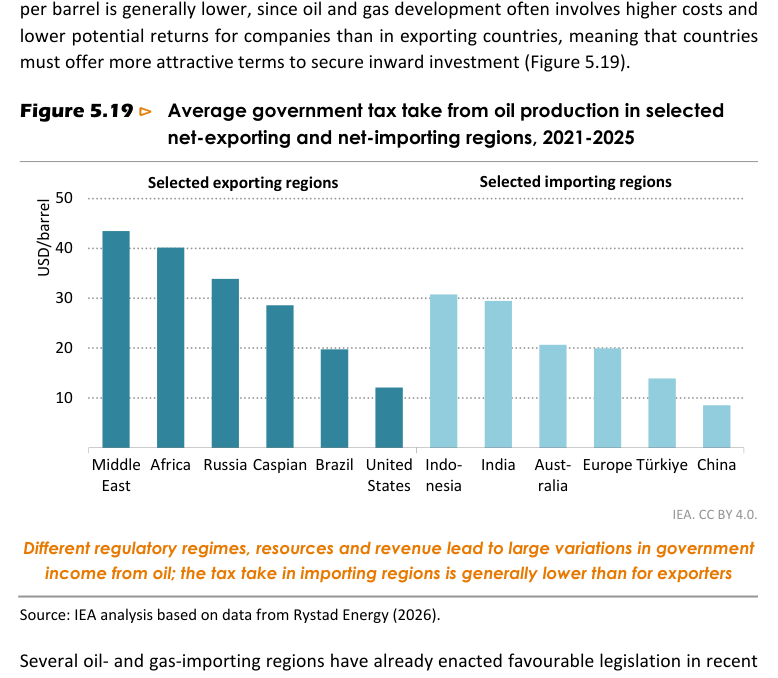 per barrel is generally lower, since oil and gas development often involves higher costs and
lower potential returns for companies than in exporting countries, meaning that countries
must offer more attractive terms to secure inward investment (Figure 5.19).
Figure 5.19 ⊳ Average government tax take from oil production in selected
net-exporting and net-importing regions, 2021-2025
Selected exporting regions
Selected importing regions
USD/barrel
50
40
30
20
10
Middle East
Africa
Russia
Caspian
Brazil
United States
Indo-
nesia
India
Aust-
ralia
Europe
Türkiye
China
IEA. CC BY 4.0.
Different regulatory regimes, resources and revenue lead to large variations in government
income from oil; the tax take in importing regions is generally lower than for exporters
Source: IEA analysis based on data from Rystad Energy (2026).
Several oil- and gas-importing regions have already enacted favourable legislation in recent